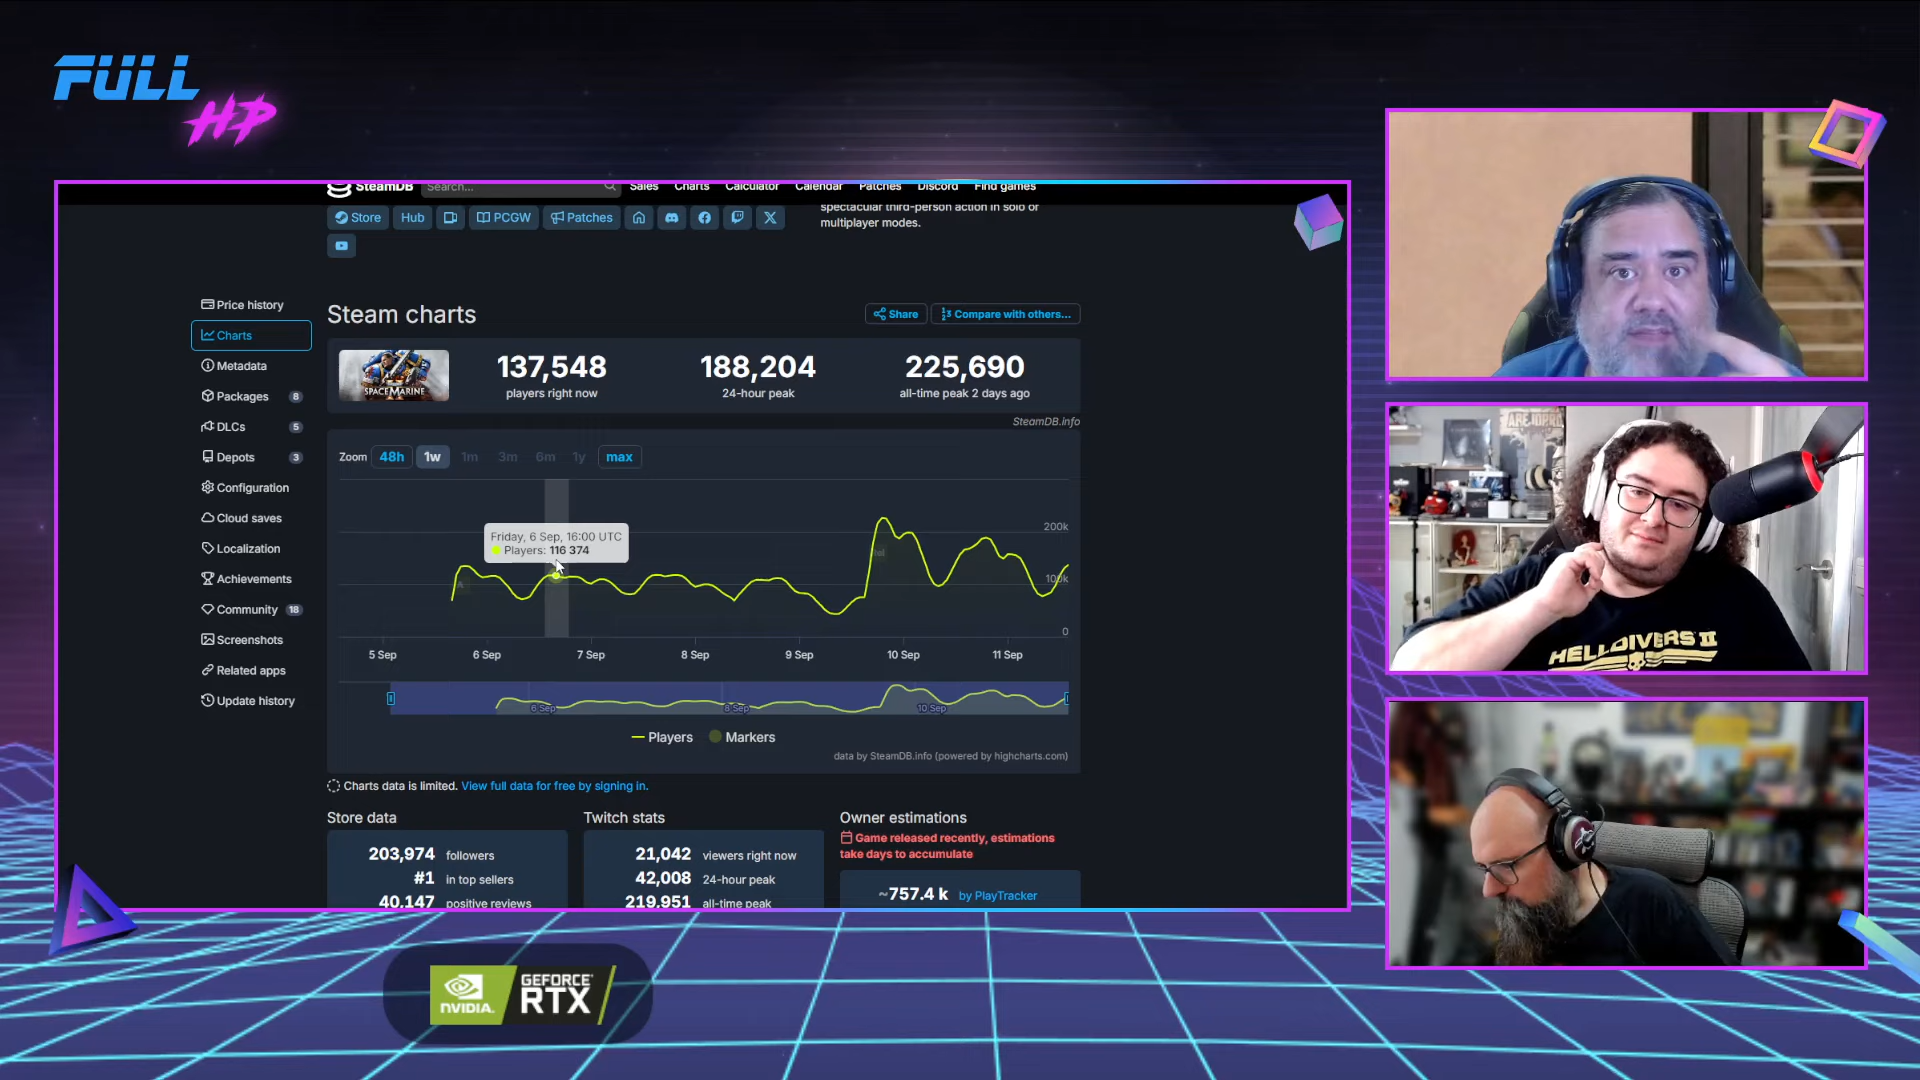 FULL
HP
SteamDB Search... Sales Charts Calculator Calendar Patches Discord Find games
Store Hub PCGW Patches
spectacular third-person action in solo or
multiplayer modes.
Price history
Charts
Metadata
Packages 8
DLCs 5
Depots 3
Configuration
Cloud saves
Localization
Achievements
Community 18
Screenshots
Related apps
Update history
Steam charts
Share
Compare with others...
SPACE MARINE
137,548
players right now
188,204
24-hour peak
225,690
all-time peak 2 days ago
SteamDB.info
Zoom 48h 1w 1m 3m 6m 1y max
Friday, 6 Sep, 16:00 UTC
Players: 116 374
200k
100k
0
5 Sep 6 Sep 7 Sep 8 Sep 9 Sep 10 Sep 11 Sep
6 Sep 8 Sep 10 Sep
Players Markers
data by SteamDB.info (powered by highcharts.com)
Charts data is limited. View full data for free by signing in.
Store data
203,974 followers
#1 in top sellers
40,147 positive reviews
Twitch stats
21,042 viewers right now
42,008 24-hour peak
219,951 all-time peak
Owner estimations
Game released recently, estimations
take days to accumulate
~757.4 k by PlayTracker
HELLDIVERS II
NVIDIA.
GEFORCE
RTX